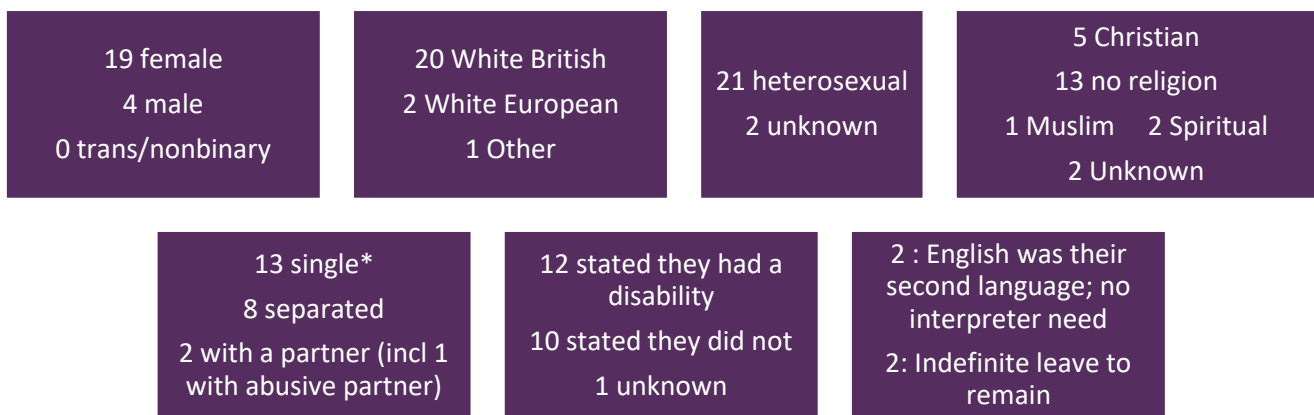 19 female
4 male
0 trans/nonbinary
20 White British
2 White European
1 Other
21 heterosexual
2 unknown
5 Christian
13 no religion
1 Muslim 2 Spiritual
2 Unknown
13 single*
8 separated
2 with a partner (incl 1
with abusive partner)
12 stated they had a
disability
10 stated they did not
1 unknown
2 : English was their
second language; no
interpreter need
2: Indefinite leave to
remain